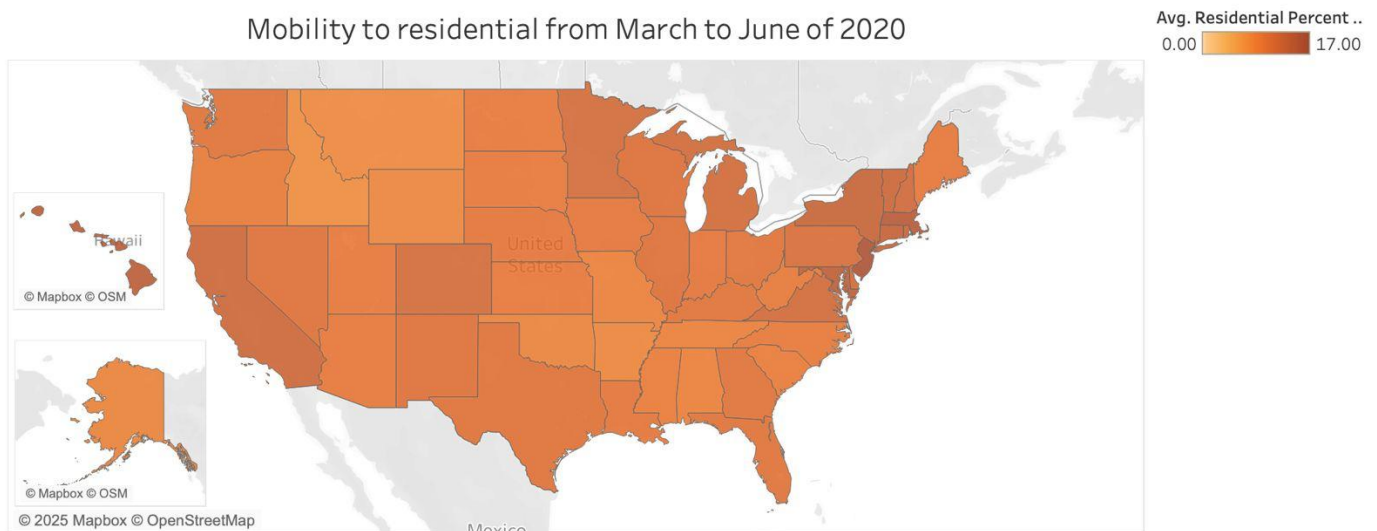 Mobility to residential from March to June of 2020
Avg. Residential Percent ..
0.00 17.00
Hawaii
© Mapbox © OSM
United
States
© Mapbox © OSM
© 2025 Mapbox © OpenStreetMap
Mexico